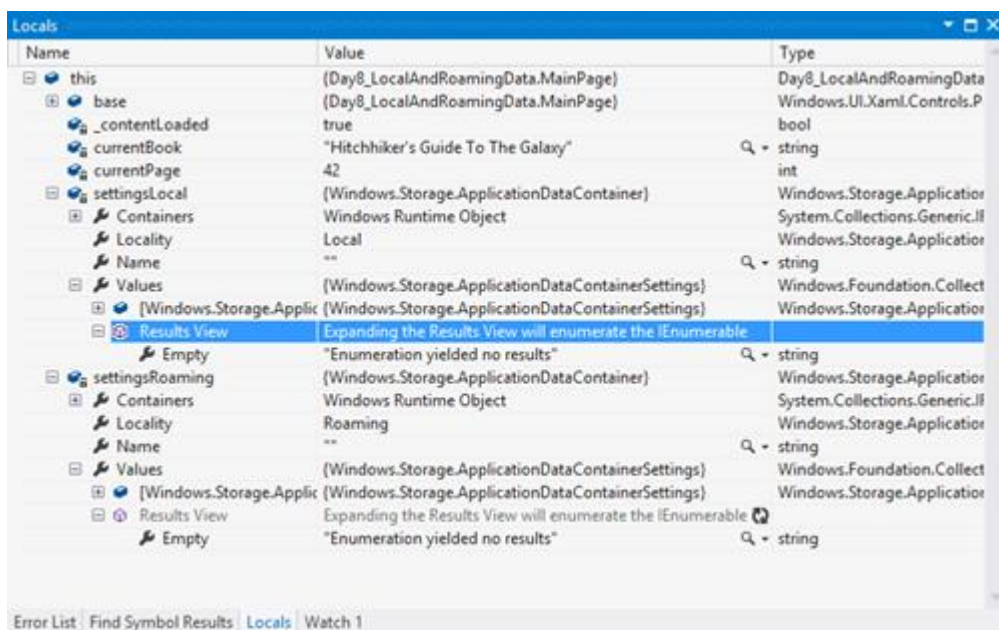 Locals
Name Value Type
this {Day8_LocalAndRoamingData.MainPage} Day8_LocalAndRoamingData
base {Day8_LocalAndRoamingData.MainPage} Windows.UI.Xaml.Controls.P
_contentLoaded true bool
currentBook "Hitchhiker's Guide To The Galaxy" string
currentPage 42 int
settingsLocal {Windows.Storage.ApplicationDataContainer} Windows.Storage.Application
Containers Windows Runtime Object System.Collections.Generic.IR
Locality Local Windows.Storage.Application
Name "" string
Values {Windows.Storage.ApplicationDataContainerSettings} Windows.Foundation.Collect
[Windows.Storage.Applic {Windows.Storage.ApplicationDataContainerSettings} Windows.Storage.Application
Results View Expanding the Results View will enumerate the IEnumerable
Empty "Enumeration yielded no results" string
settingsRoaming {Windows.Storage.ApplicationDataContainer} Windows.Storage.Application
Containers Windows Runtime Object System.Collections.Generic.IR
Locality Roaming Windows.Storage.Application
Name "" string
Values {Windows.Storage.ApplicationDataContainerSettings} Windows.Foundation.Collect
[Windows.Storage.Applic {Windows.Storage.ApplicationDataContainerSettings} Windows.Storage.Application
Results View Expanding the Results View will enumerate the IEnumerable
Empty "Enumeration yielded no results" string
Error List Find Symbol Results Locals Watch 1